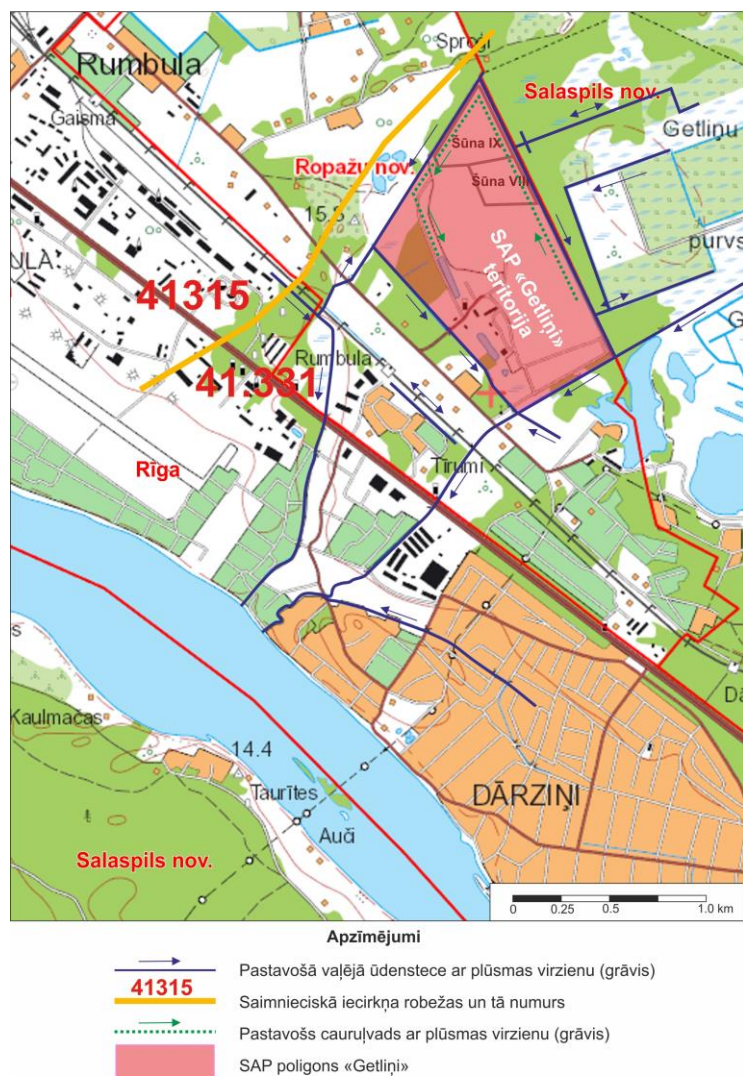 Sproģi
Rumbula
Salaspils nov.
Gaisma
Getliņu
Šūna IX
Ropažu nov.
Šūna VIII
15.3
purvs
SAP «Getliņi»
teritorija
41315
Rumbula
41.331
Rīga
Tīrumi
Kaulmačas
14.4
Taurītes
DĀRZIŅI
Auči
Salaspils nov.
0 0.25 0.5 1.0 km
Apzīmējumi
Pastavošā vaļējā ūdenstece ar plūsmas virzienu (grāvis)
41315
Saimnieciskā iecirkņa robežas un tā numurs
Pastavošs cauruļvads ar plūsmas virzienu (grāvis)
SAP poligons «Getliņi»